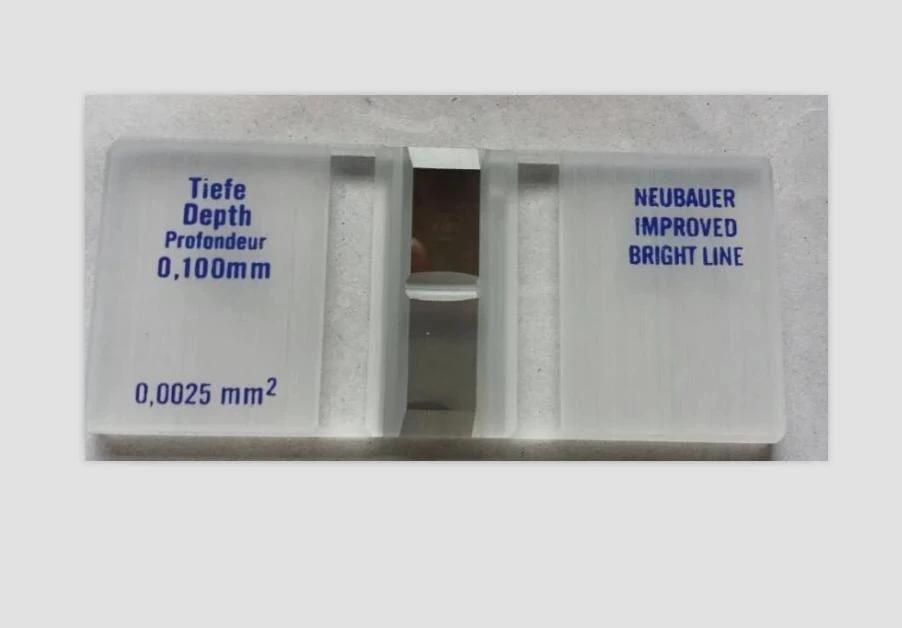 Tiefe
Depth
Profondeur
0,100mm
0,0025 mm²
NEUBAUER
IMPROVED
BRIGHT LINE